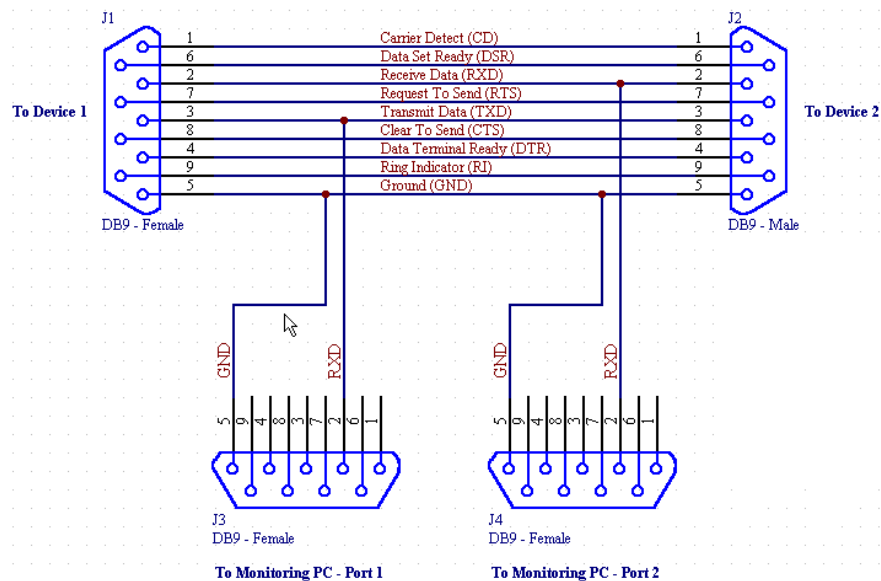 J1
J2
1 Carrier Detect (CD) 1
6 Data Set Ready (DSR) 6
2 Receive Data (RXD) 2
7 Request To Send (RTS) 7
To Device 1
To Device 2
3 Transmit Data (TXD) 3
8 Clear To Send (CTS) 8
4 Data Terminal Ready (DTR) 4
9 Ring Indicator (RI) 9
5 Ground (GND) 5
DB9 - Female
DB9 - Male
GND
RXD
GND
RXD
5 9 4 8 3 7 2 6 1
5 9 4 8 3 7 2 6 1
J3
DB9 - Female
J4
DB9 - Female
To Monitoring PC - Port 1
To Monitoring PC - Port 2